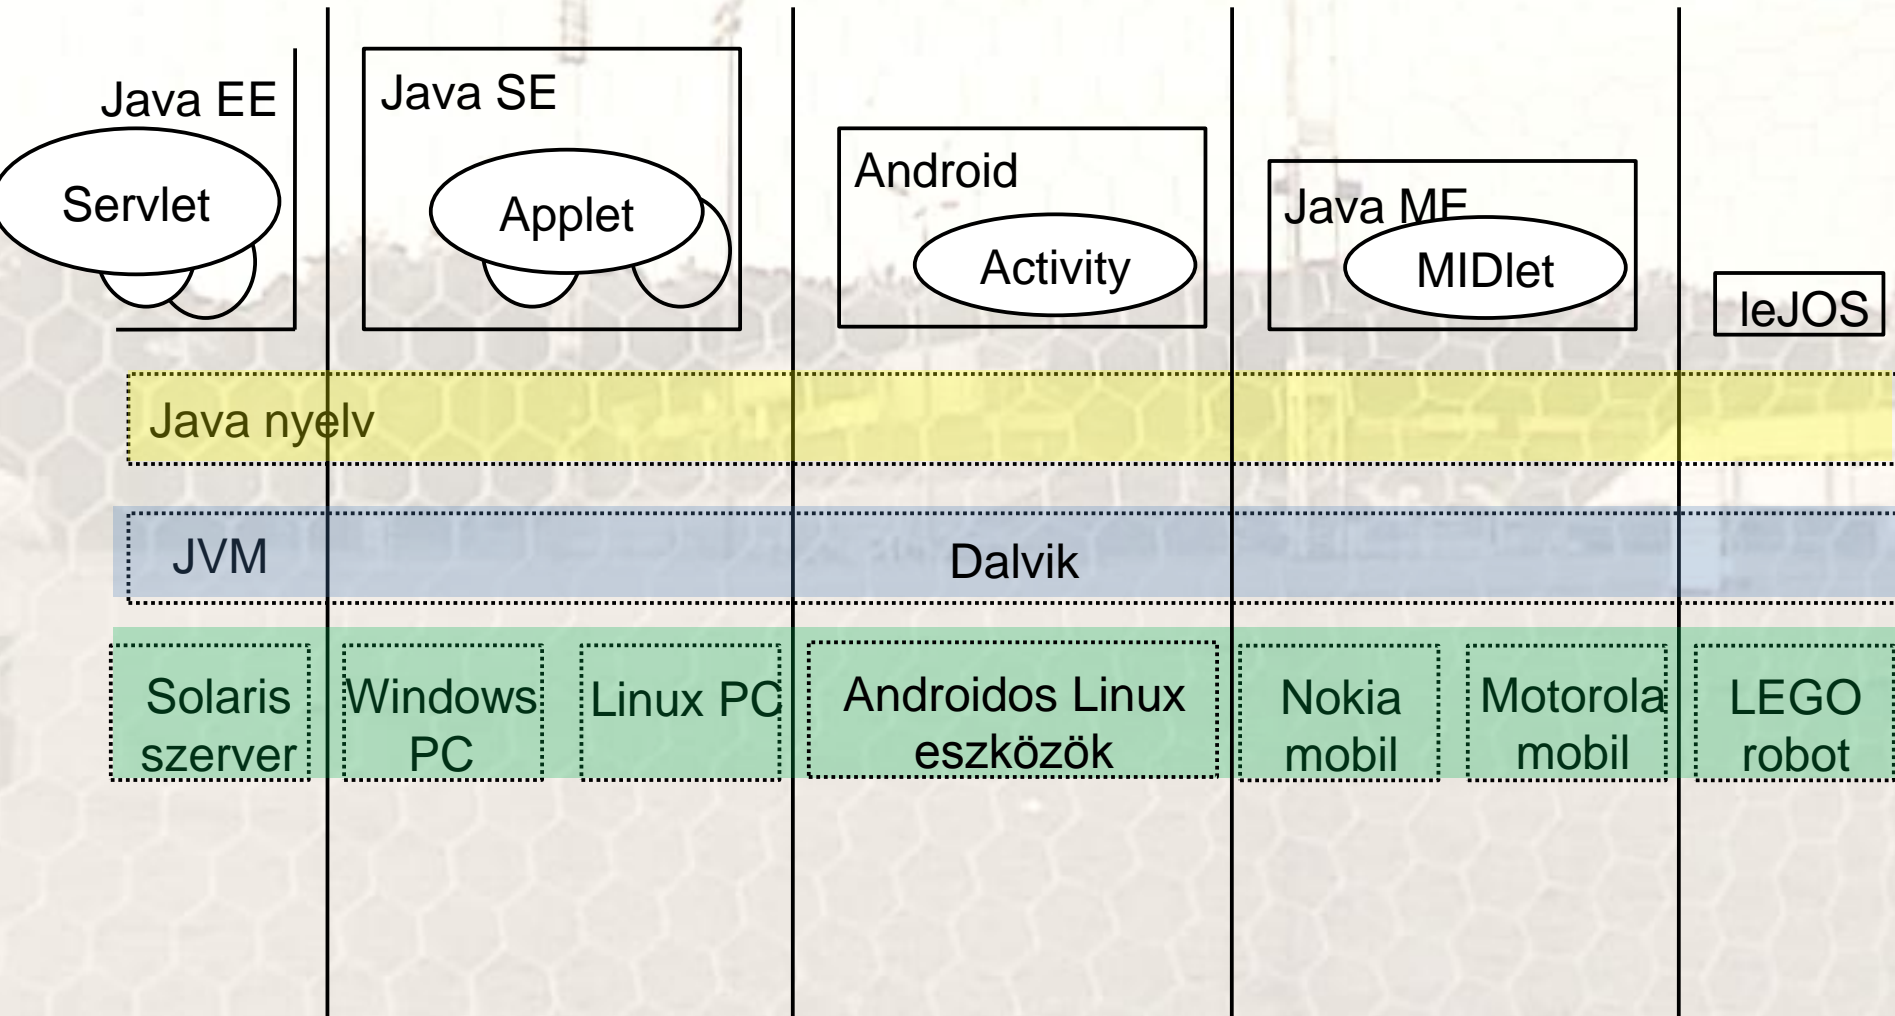 Java EE
Servlet
Java SE
Applet
Android
Activity
Java ME
MIDlet
leJOS
Java nyelv
JVM
Dalvik
Solaris
szerver
Windows
PC
Linux PC
Androidos Linux
eszközök
Nokia
mobil
Motorola
mobil
LEGO
robot